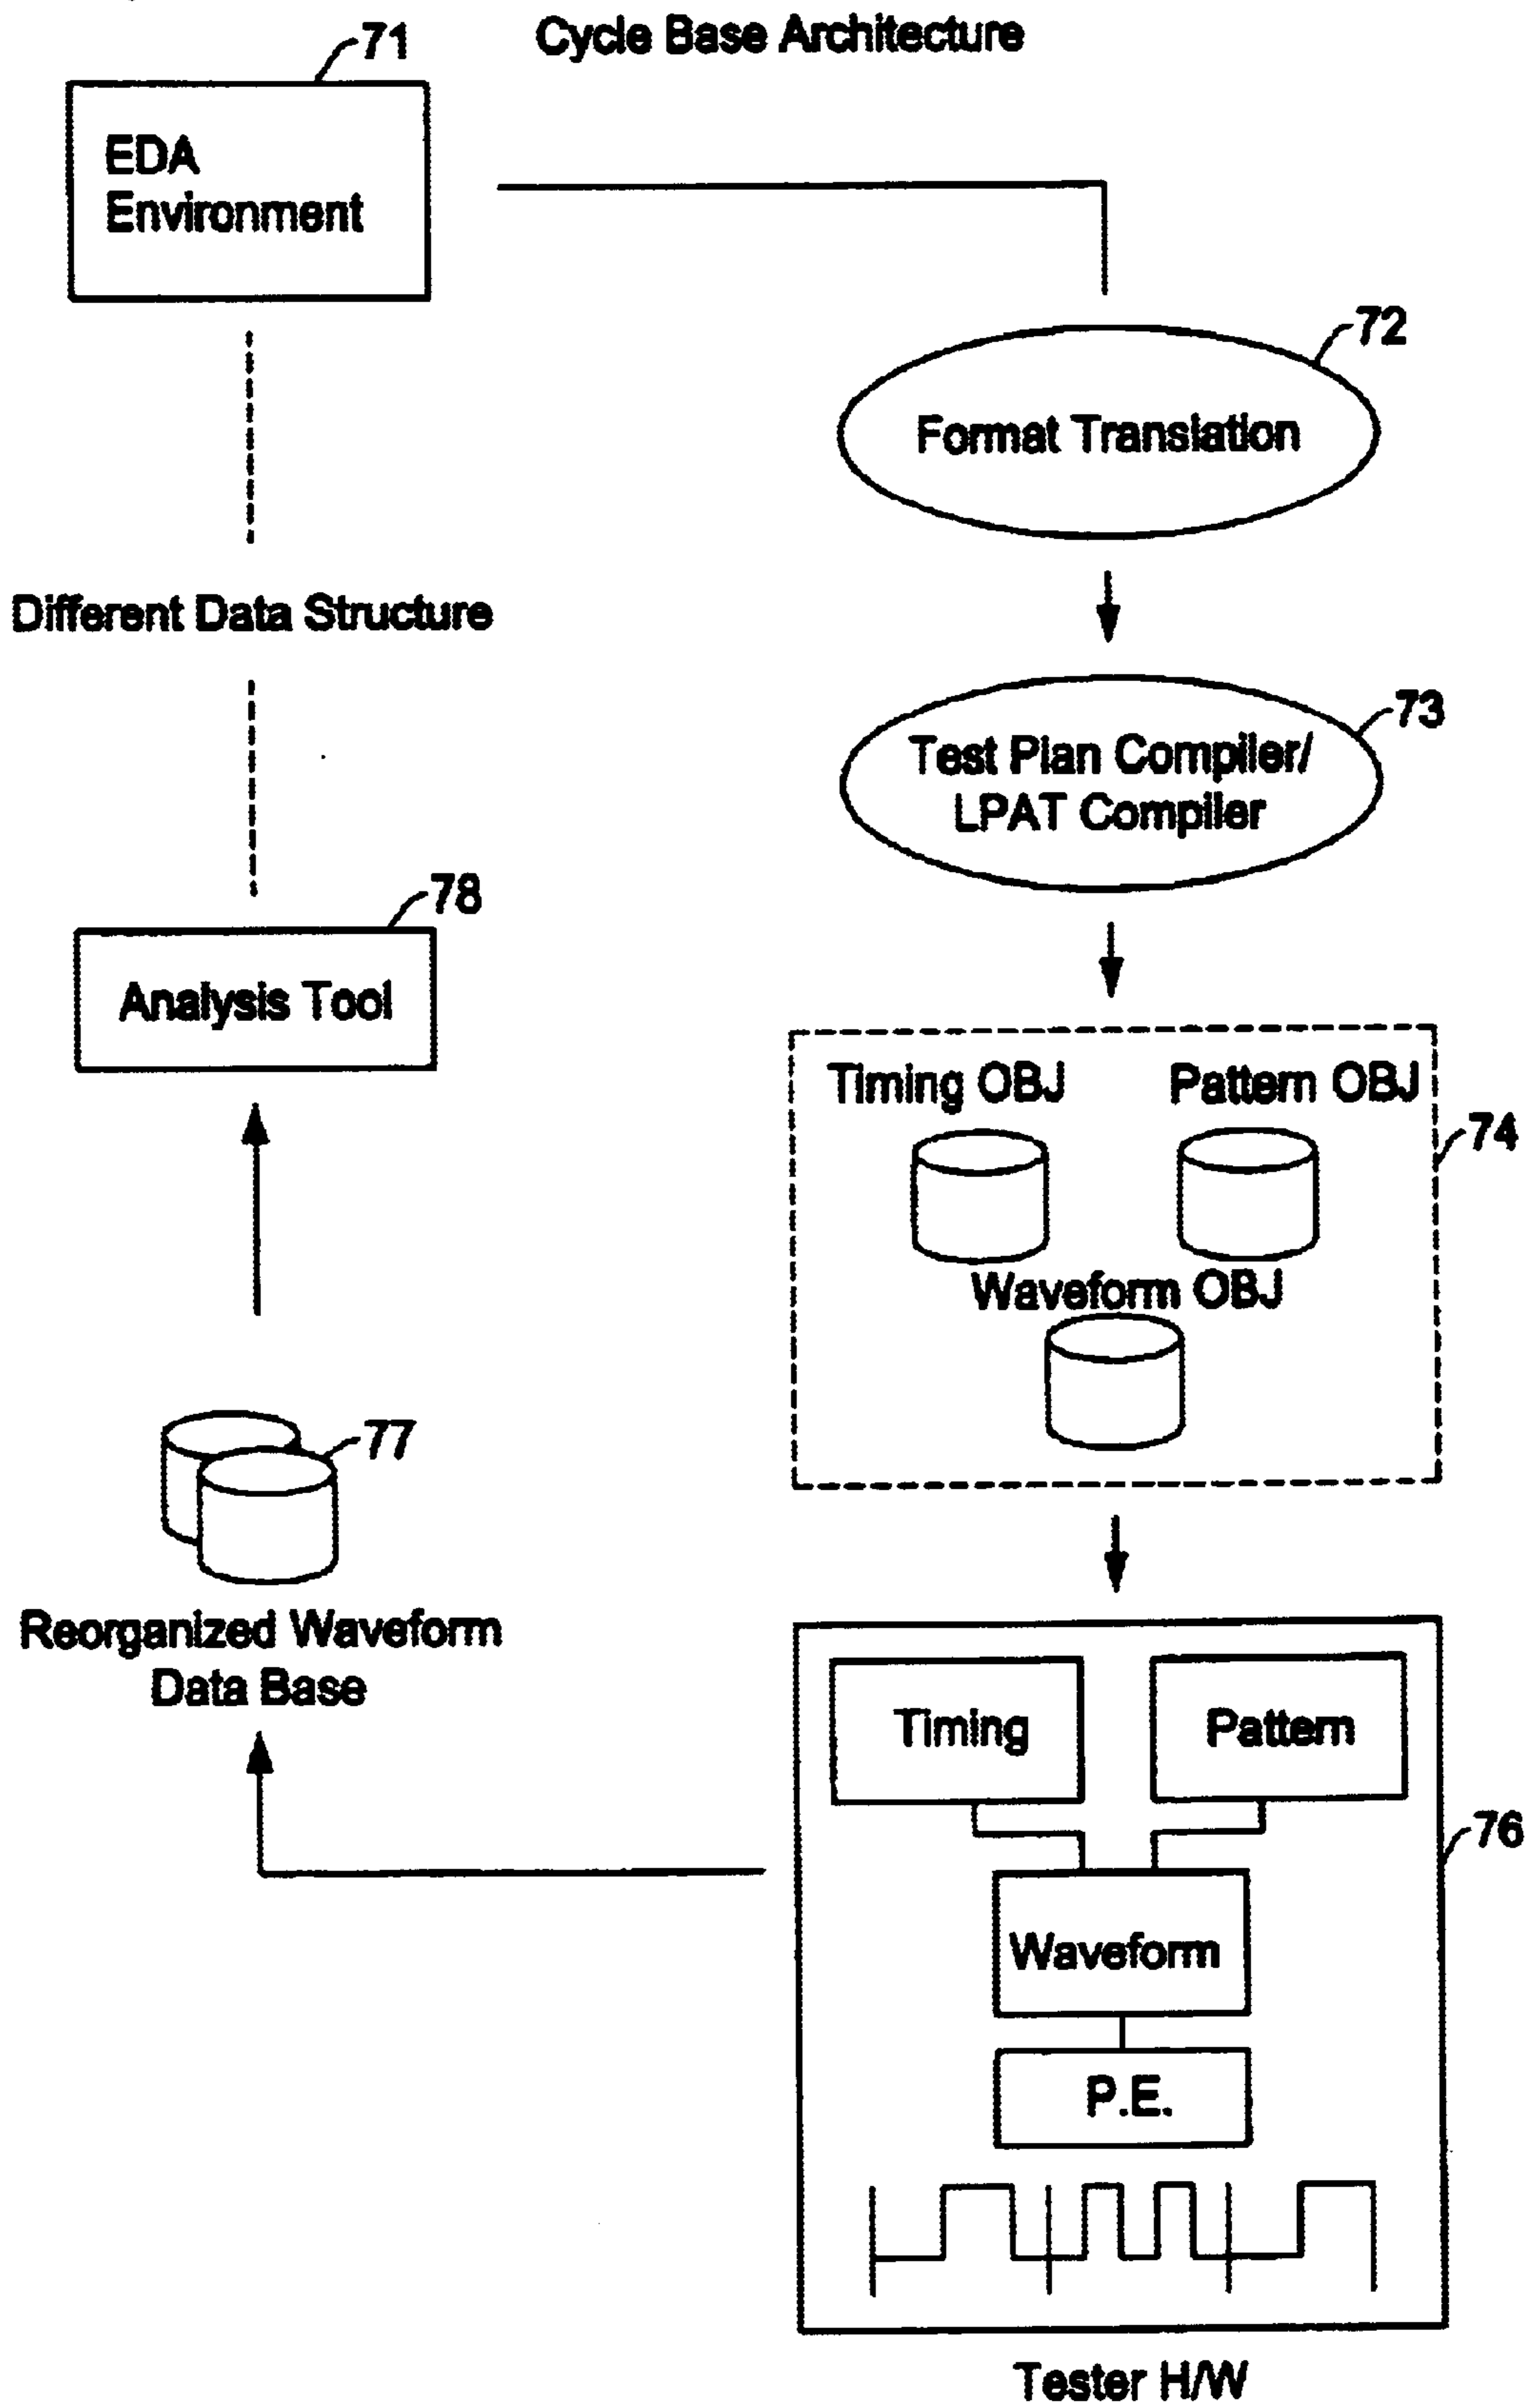 Cycle Base Architecture
71
EDA
Environment
72
Format Translation
Different Data Structure
73
Test Plan Compiler/
LPAT Compiler
78
Analysis Tool
Timing OBJ
Pattern OBJ
74
Waveform OBJ
77
Reorganized Waveform
Data Base
Timing
Pattern
76
Waveform
P.E.
Tester H/W